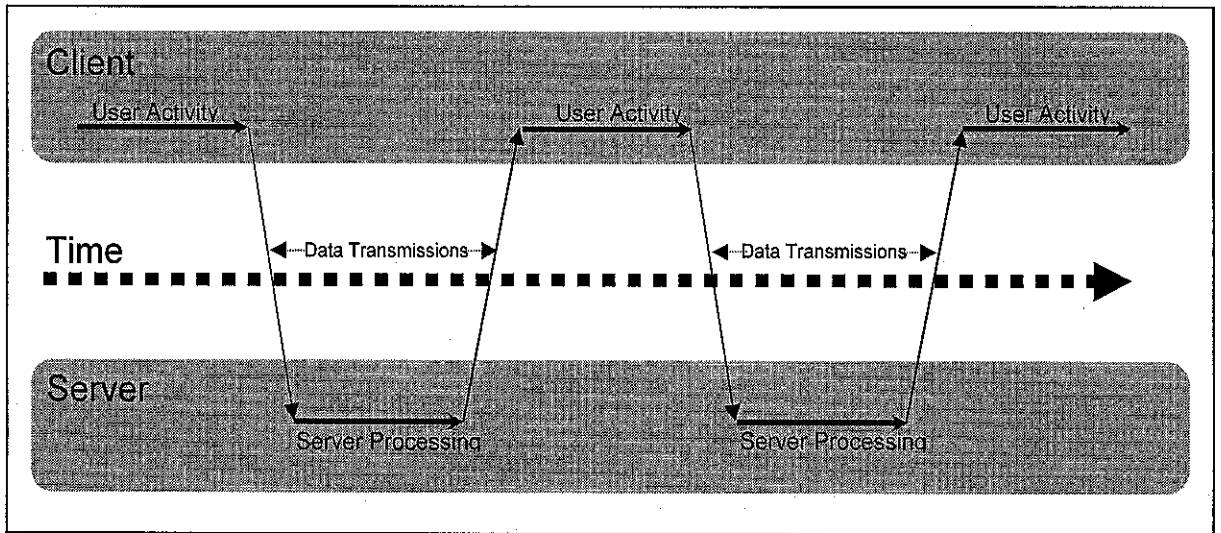 Client
User Activity
User Activity
User Activity
Time
Data Transmissions
Data Transmissions
Server
Server Processing
Server Processing